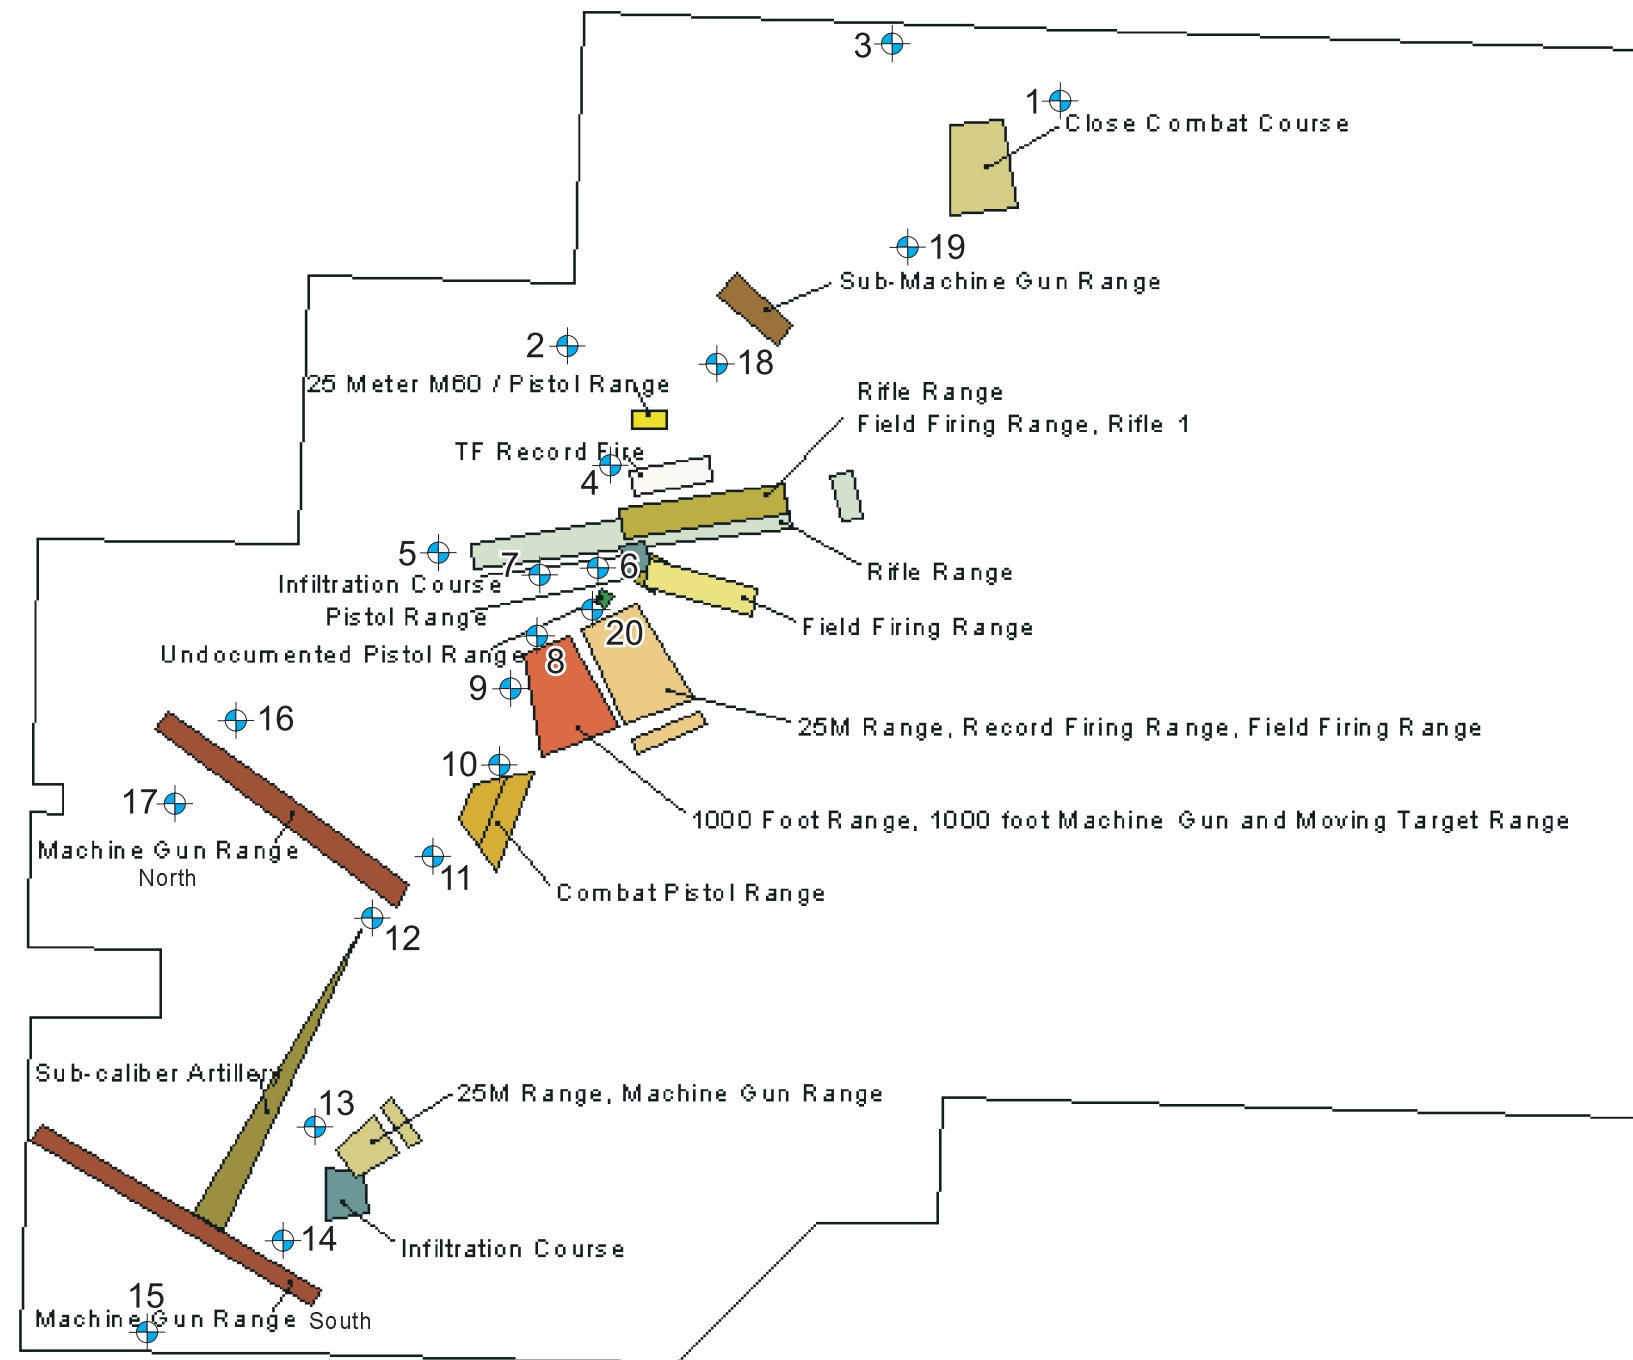 3
1
Close Combat Course
19
Sub-Machine Gun Range
2
18
25 Meter M60 / Pistol Range
Rifle Range
Field Firing Range, Rifle 1
TF Record Fire
4
5
7
6
Infiltration Course
Rifle Range
Pistol Range
Field Firing Range
20
Undocumented Pistol Range
8
9
16
25M Range, Record Firing Range, Field Firing Range
10
17
1000 Foot Range, 1000 foot Machine Gun and Moving Target Range
Machine Gun Range
North
11
Combat Pistol Range
12
Sub-caliber Artillery
25M Range, Machine Gun Range
13
14
Infiltration Course
15
Machine Gun Range South